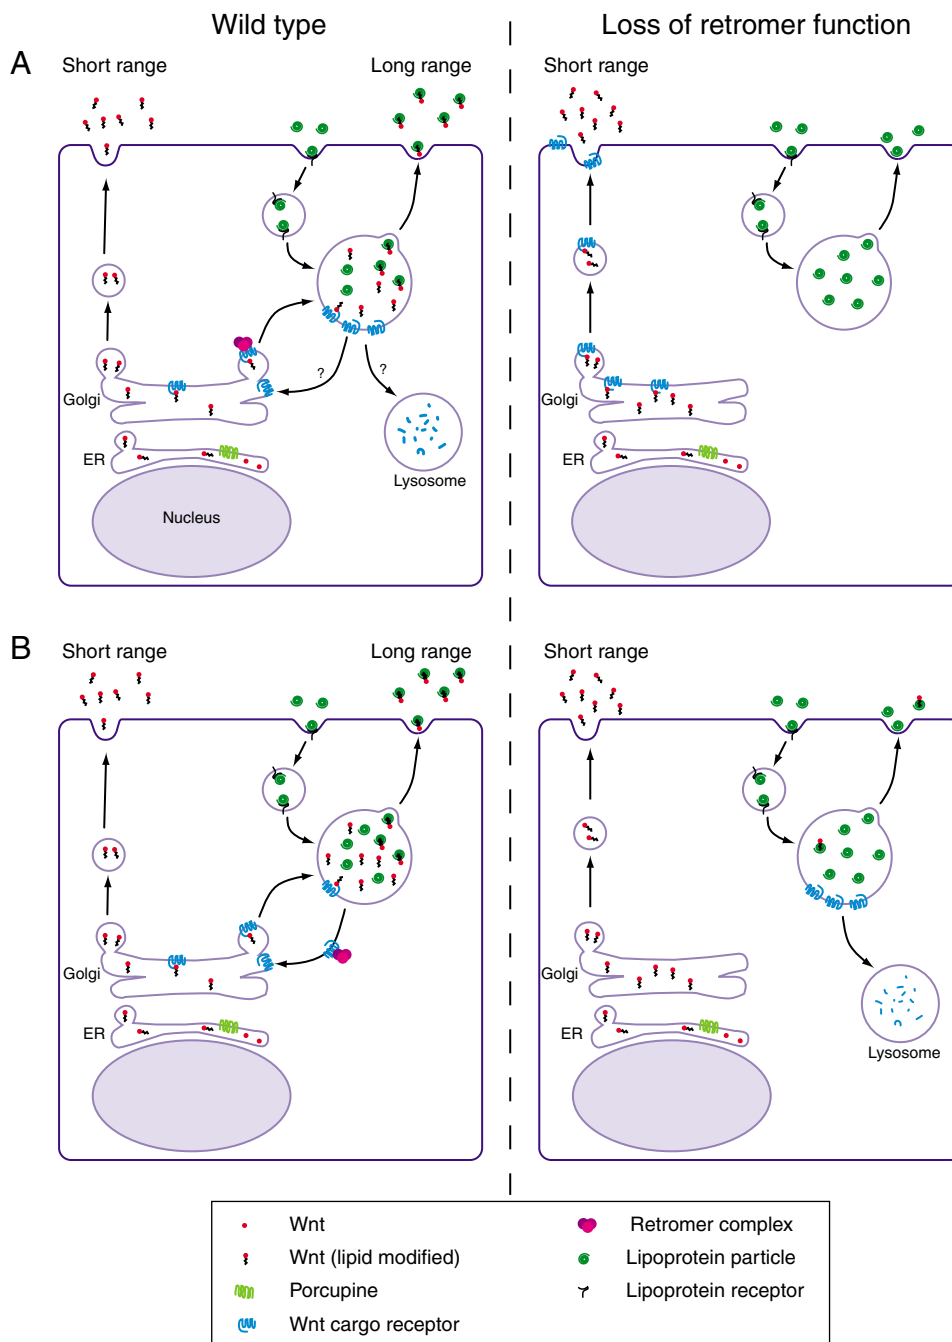 Wild type
Loss of retromer function
A
Short range
Long range
Short range
?
?
Golgi
ER
Nucleus
Lysosome
Golgi
ER
B
Short range
Long range
Short range
Golgi
ER
Golgi
ER
Lysosome
Wnt
Wnt (lipid modified)
Porcupine
Wnt cargo receptor
Retromer complex
Lipoprotein particle
Lipoprotein receptor